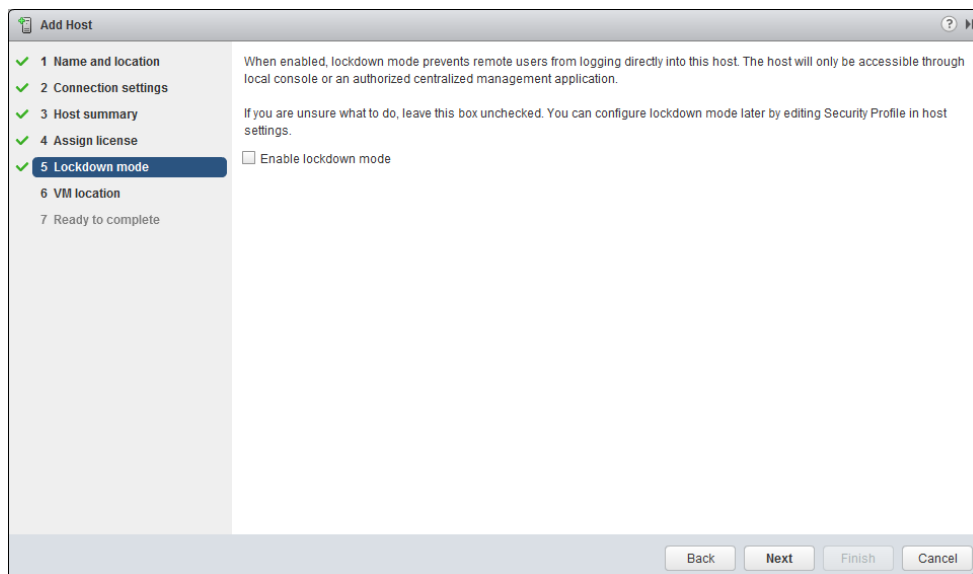 Add Host
?
1 Name and location
2 Connection settings
3 Host summary
4 Assign license
5 Lockdown mode
6 VM location
7 Ready to complete
When enabled, lockdown mode prevents remote users from logging directly into this host. The host will only be accessible through
local console or an authorized centralized management application.
If you are unsure what to do, leave this box unchecked. You can configure lockdown mode later by editing Security Profile in host
settings.
Enable lockdown mode
Back Next Finish Cancel